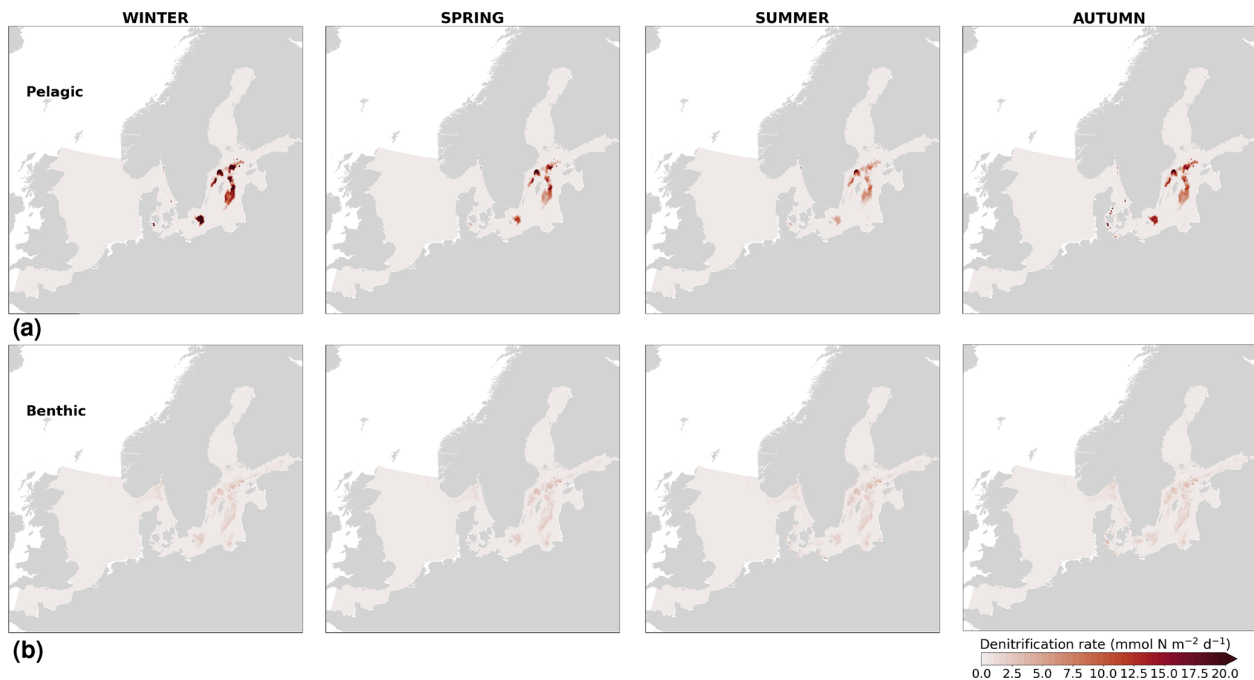 WINTER SPRING SUMMER AUTUMN
Pelagic
(a)
Benthic
(b)
Denitrification rate (mmol N m⁻² d⁻¹)
0.0 2.5 5.0 7.5 10.0 12.5 15.0 17.5 20.0